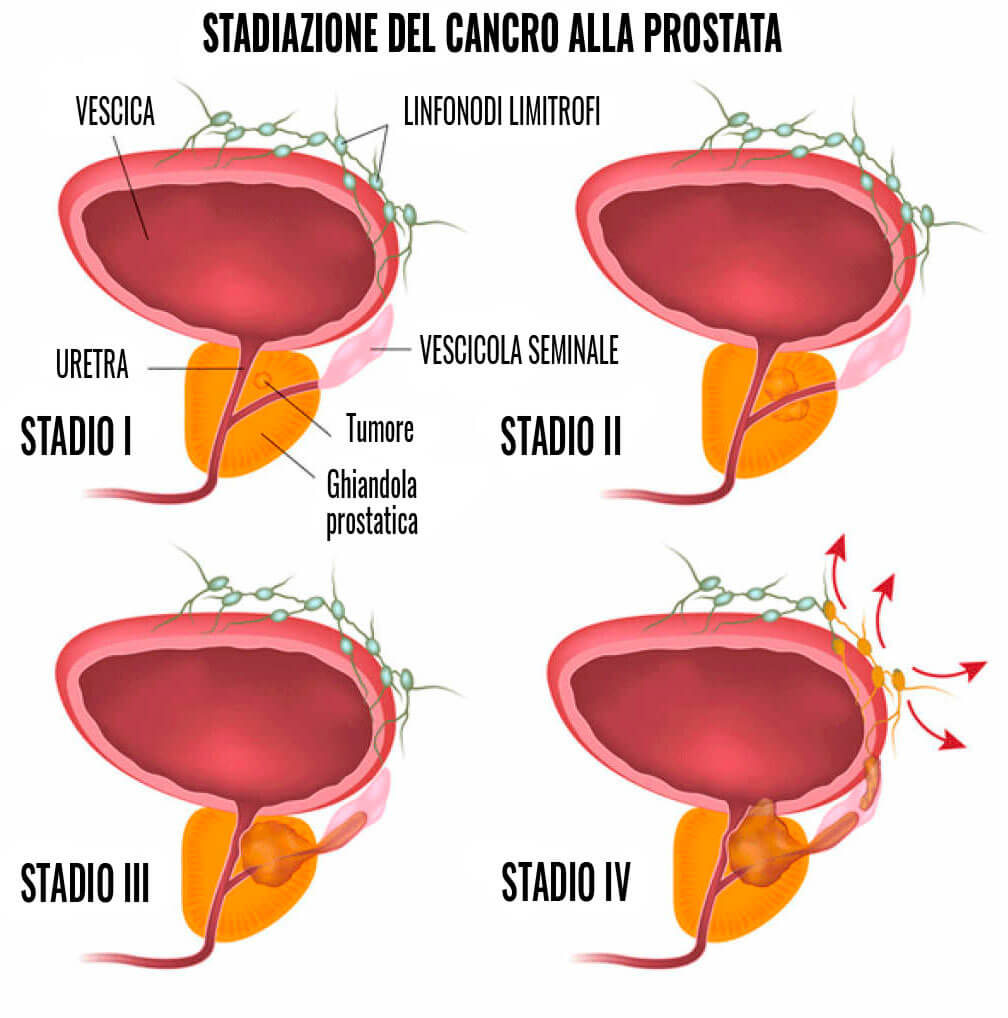 STADIAZIONE DEL CANCRO ALLA PROSTATA
VESCICA
LINFONODI LIMITROFI
URETRA
VESCICOLA SEMINALE
STADIO I
Tumore
Ghiandola
prostatica
STADIO II
STADIO III
STADIO IV